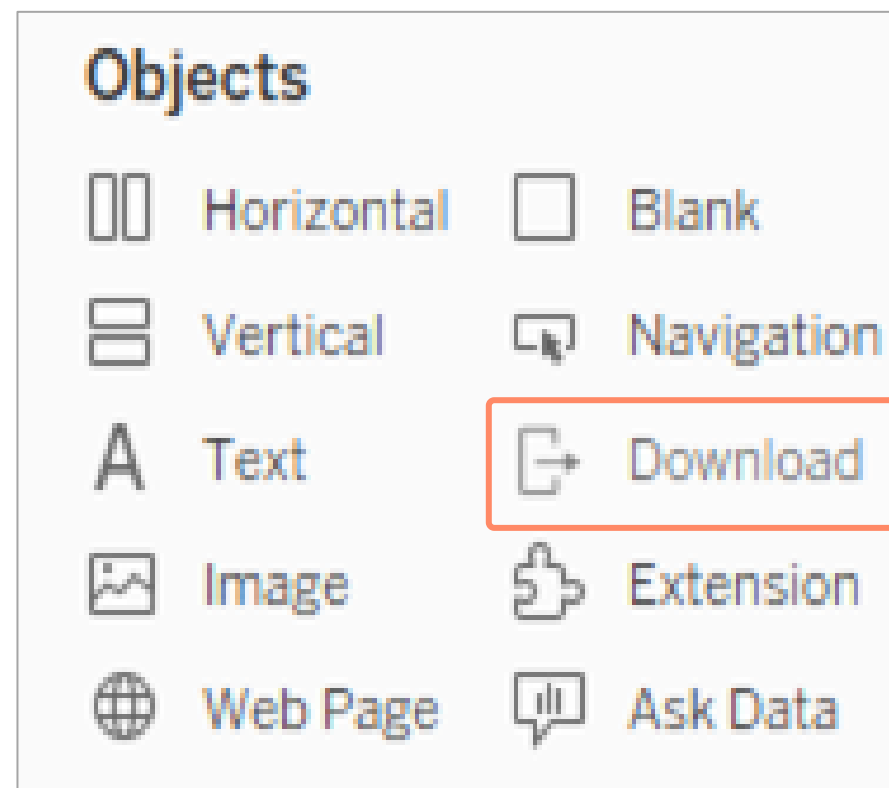 Objects
Horizontal Blank
Vertical Navigation
Text Download
Image Extension
Web Page Ask Data